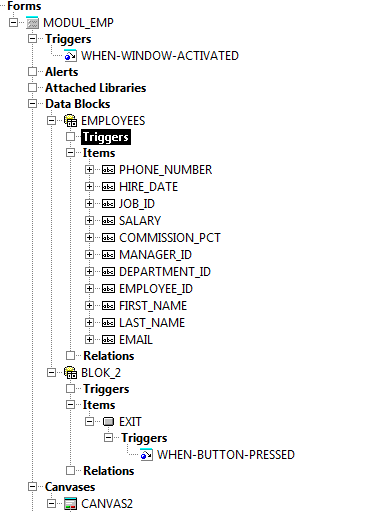 Forms
MODUL_EMP
Triggers
WHEN-WINDOW-ACTIVATED
Alerts
Attached Libraries
Data Blocks
EMPLOYEES
Triggers
Items
PHONE_NUMBER
HIRE_DATE
JOB_ID
SALARY
COMMISSION_PCT
MANAGER_ID
DEPARTMENT_ID
EMPLOYEE_ID
FIRST_NAME
LAST_NAME
EMAIL
Relations
BLOK_2
Triggers
Items
EXIT
Triggers
WHEN-BUTTON-PRESSED
Relations
Canvases
CANVAS2